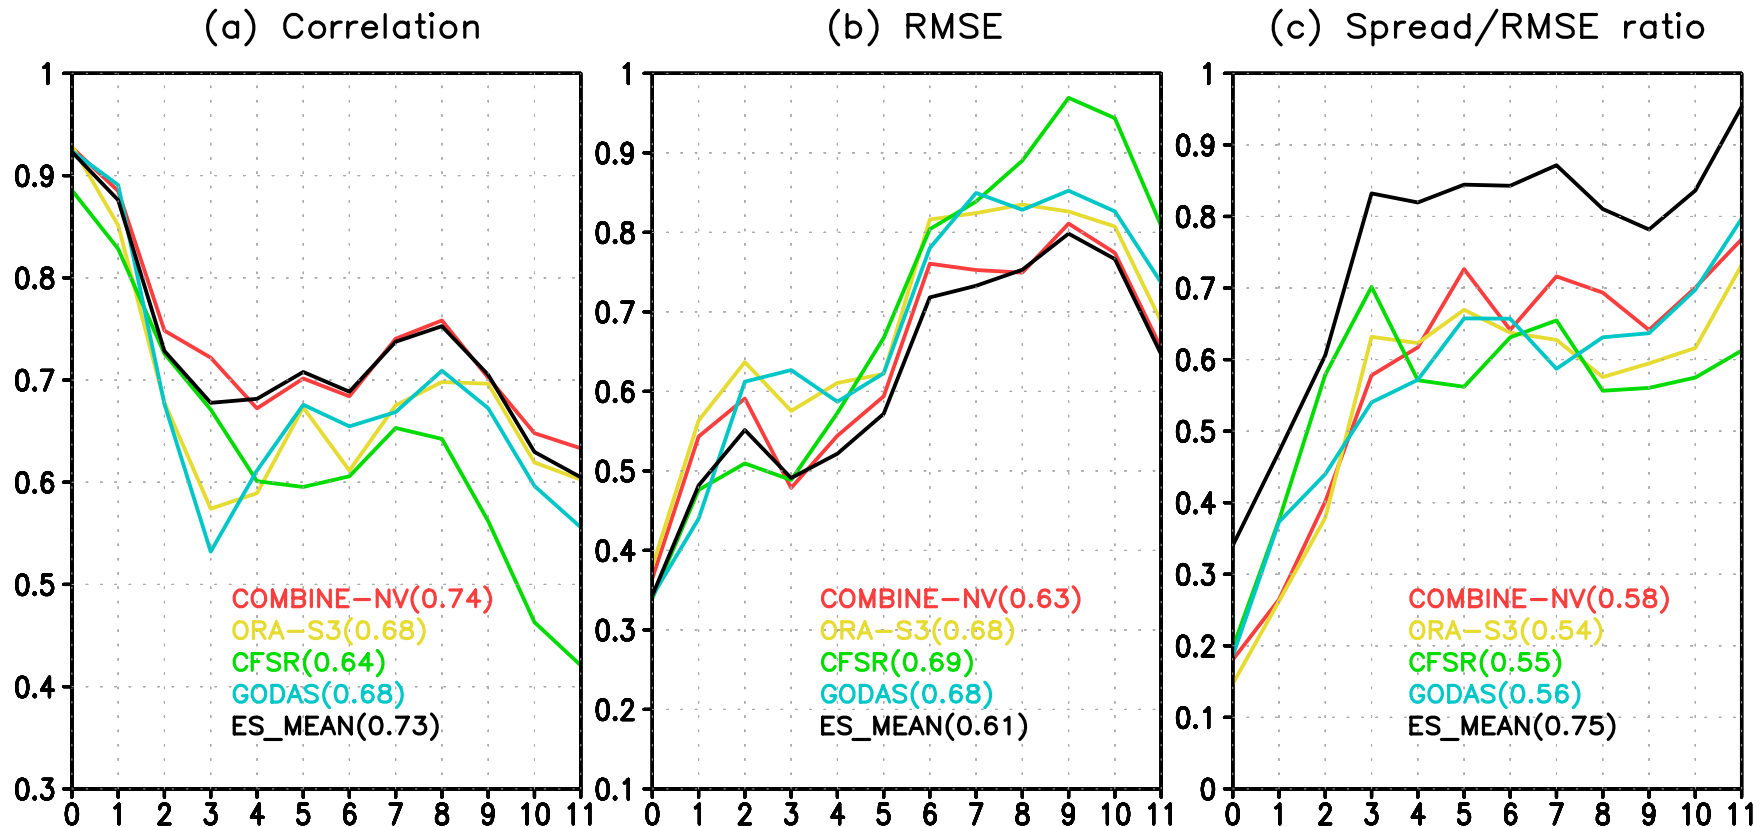 (a) Correlation
1
0.9
0.8
0.7
0.6
0.5
0.4
0.3
0 1 2 3 4 5 6 7 8 9 10 11
COMBINE-NV(0.74)
ORA-S3(0.68)
CFSR(0.64)
GODAS(0.68)
ES_MEAN(0.73)
(b) RMSE
1
0.9
0.8
0.7
0.6
0.5
0.4
0.3
0.2
0.1
0 1 2 3 4 5 6 7 8 9 10 11
COMBINE-NV(0.63)
ORA-S3(0.68)
CFSR(0.69)
GODAS(0.68)
ES_MEAN(0.61)
(c) Spread/RMSE ratio
1
0.9
0.8
0.7
0.6
0.5
0.4
0.3
0.2
0.1
0
0 1 2 3 4 5 6 7 8 9 10 11
COMBINE-NV(0.58)
ORA-S3(0.54)
CFSR(0.55)
GODAS(0.56)
ES_MEAN(0.75)